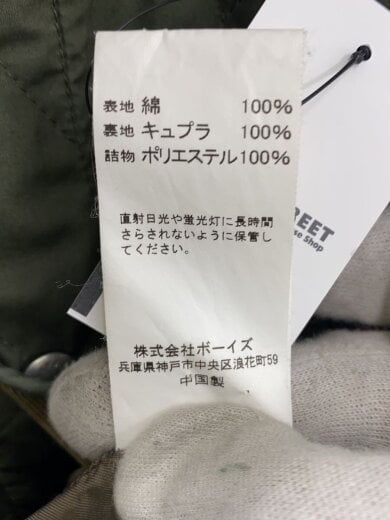 表地 綿 100%
裏地 キュプラ 100%
詰物 ポリエステル100%
直射日光や蛍光灯に長時間
さらされないように保管し
てください。
株式会社ボーイズ
兵庫県神戸市中央区浪花町59
中国製
REET
se Shop